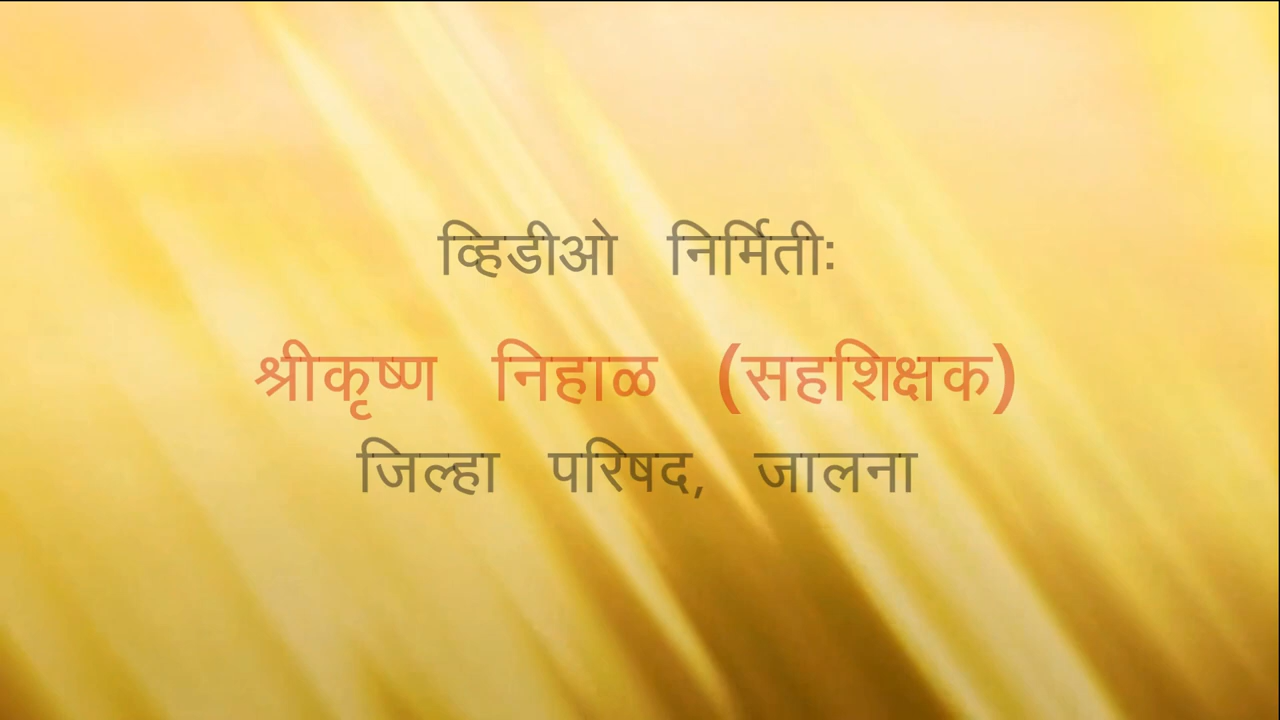 व्हिडीओ निर्मितीः
श्रीकृष्ण निहाळ (सहशिक्षक)
जिल्हा परिषद, जालना